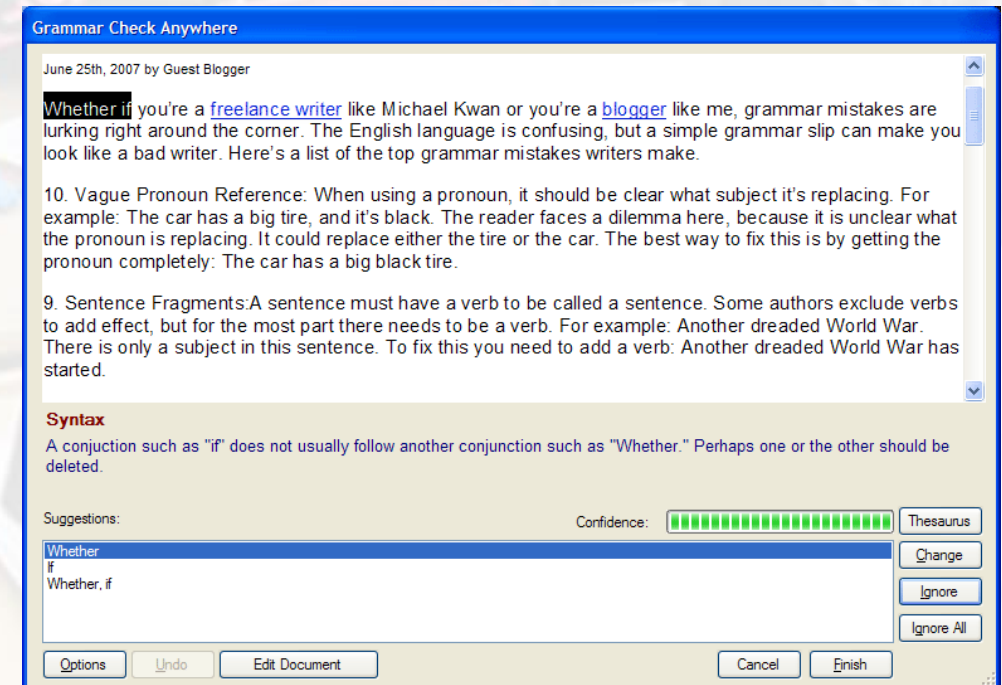 Grammar Check Anywhere
June 25th, 2007 by Guest Blogger
Whether if you're a freelance writer like Michael Kwan or you're a blogger like me, grammar mistakes are
lurking right around the corner. The English language is confusing, but a simple grammar slip can make you
look like a bad writer. Here's a list of the top grammar mistakes writers make.
10. Vague Pronoun Reference: When using a pronoun, it should be clear what subject it's replacing. For
example: The car has a big tire, and it's black. The reader faces a dilemma here, because it is unclear what
the pronoun is replacing. It could replace either the tire or the car. The best way to fix this is by getting the
pronoun completely: The car has a big black tire.
9. Sentence Fragments:A sentence must have a verb to be called a sentence. Some authors exclude verbs
to add effect, but for the most part there needs to be a verb. For example: Another dreaded World War.
There is only a subject in this sentence. To fix this you need to add a verb: Another dreaded World War has
started.
Syntax
A conjuction such as "if" does not usually follow another conjunction such as "Whether." Perhaps one or the other should be
deleted.
Suggestions:
Confidence:
Thesaurus
Whether
If
Whether, if
Change
Ignore
Ignore All
Options
Undo
Edit Document
Cancel
Finish